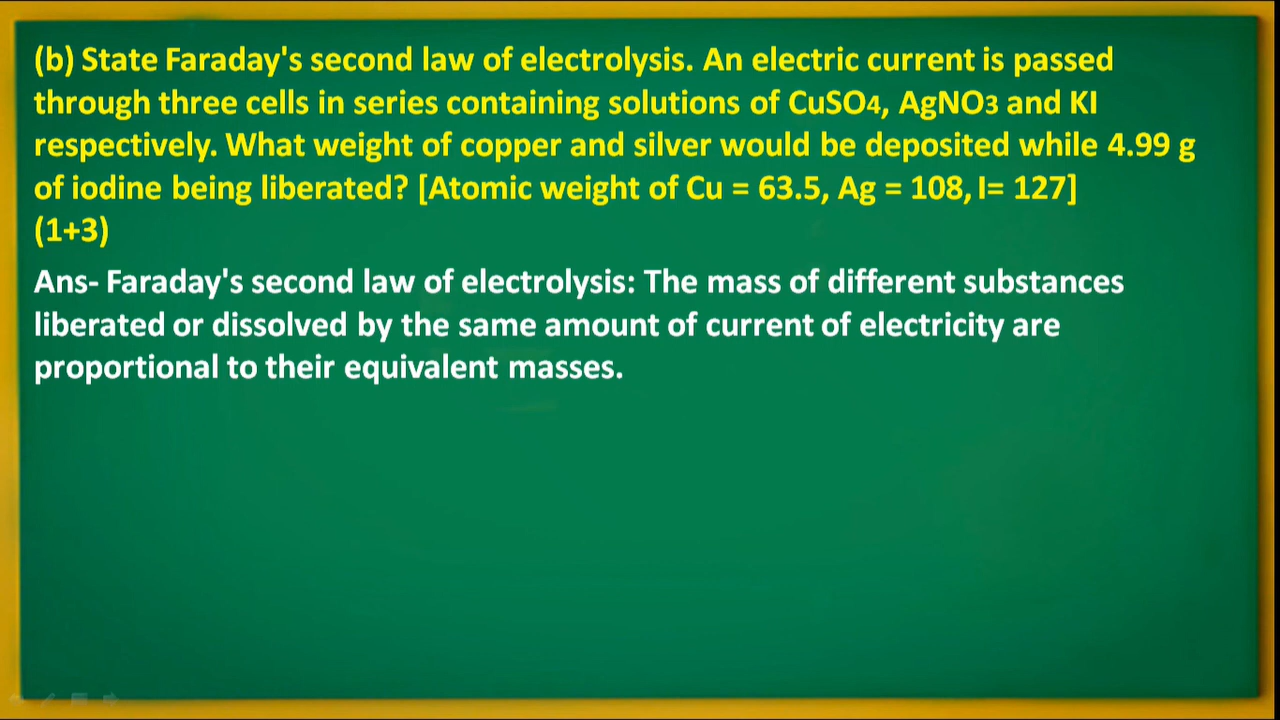 (b) State Faraday's second law of electrolysis. An electric current is passed
through three cells in series containing solutions of CuSO4, AgNO3 and KI
respectively. What weight of copper and silver would be deposited while 4.99 g
of iodine being liberated? [Atomic weight of Cu = 63.5, Ag = 108, I= 127]
(1+3)
Ans- Faraday's second law of electrolysis: The mass of different substances
liberated or dissolved by the same amount of current of electricity are
proportional to their equivalent masses.